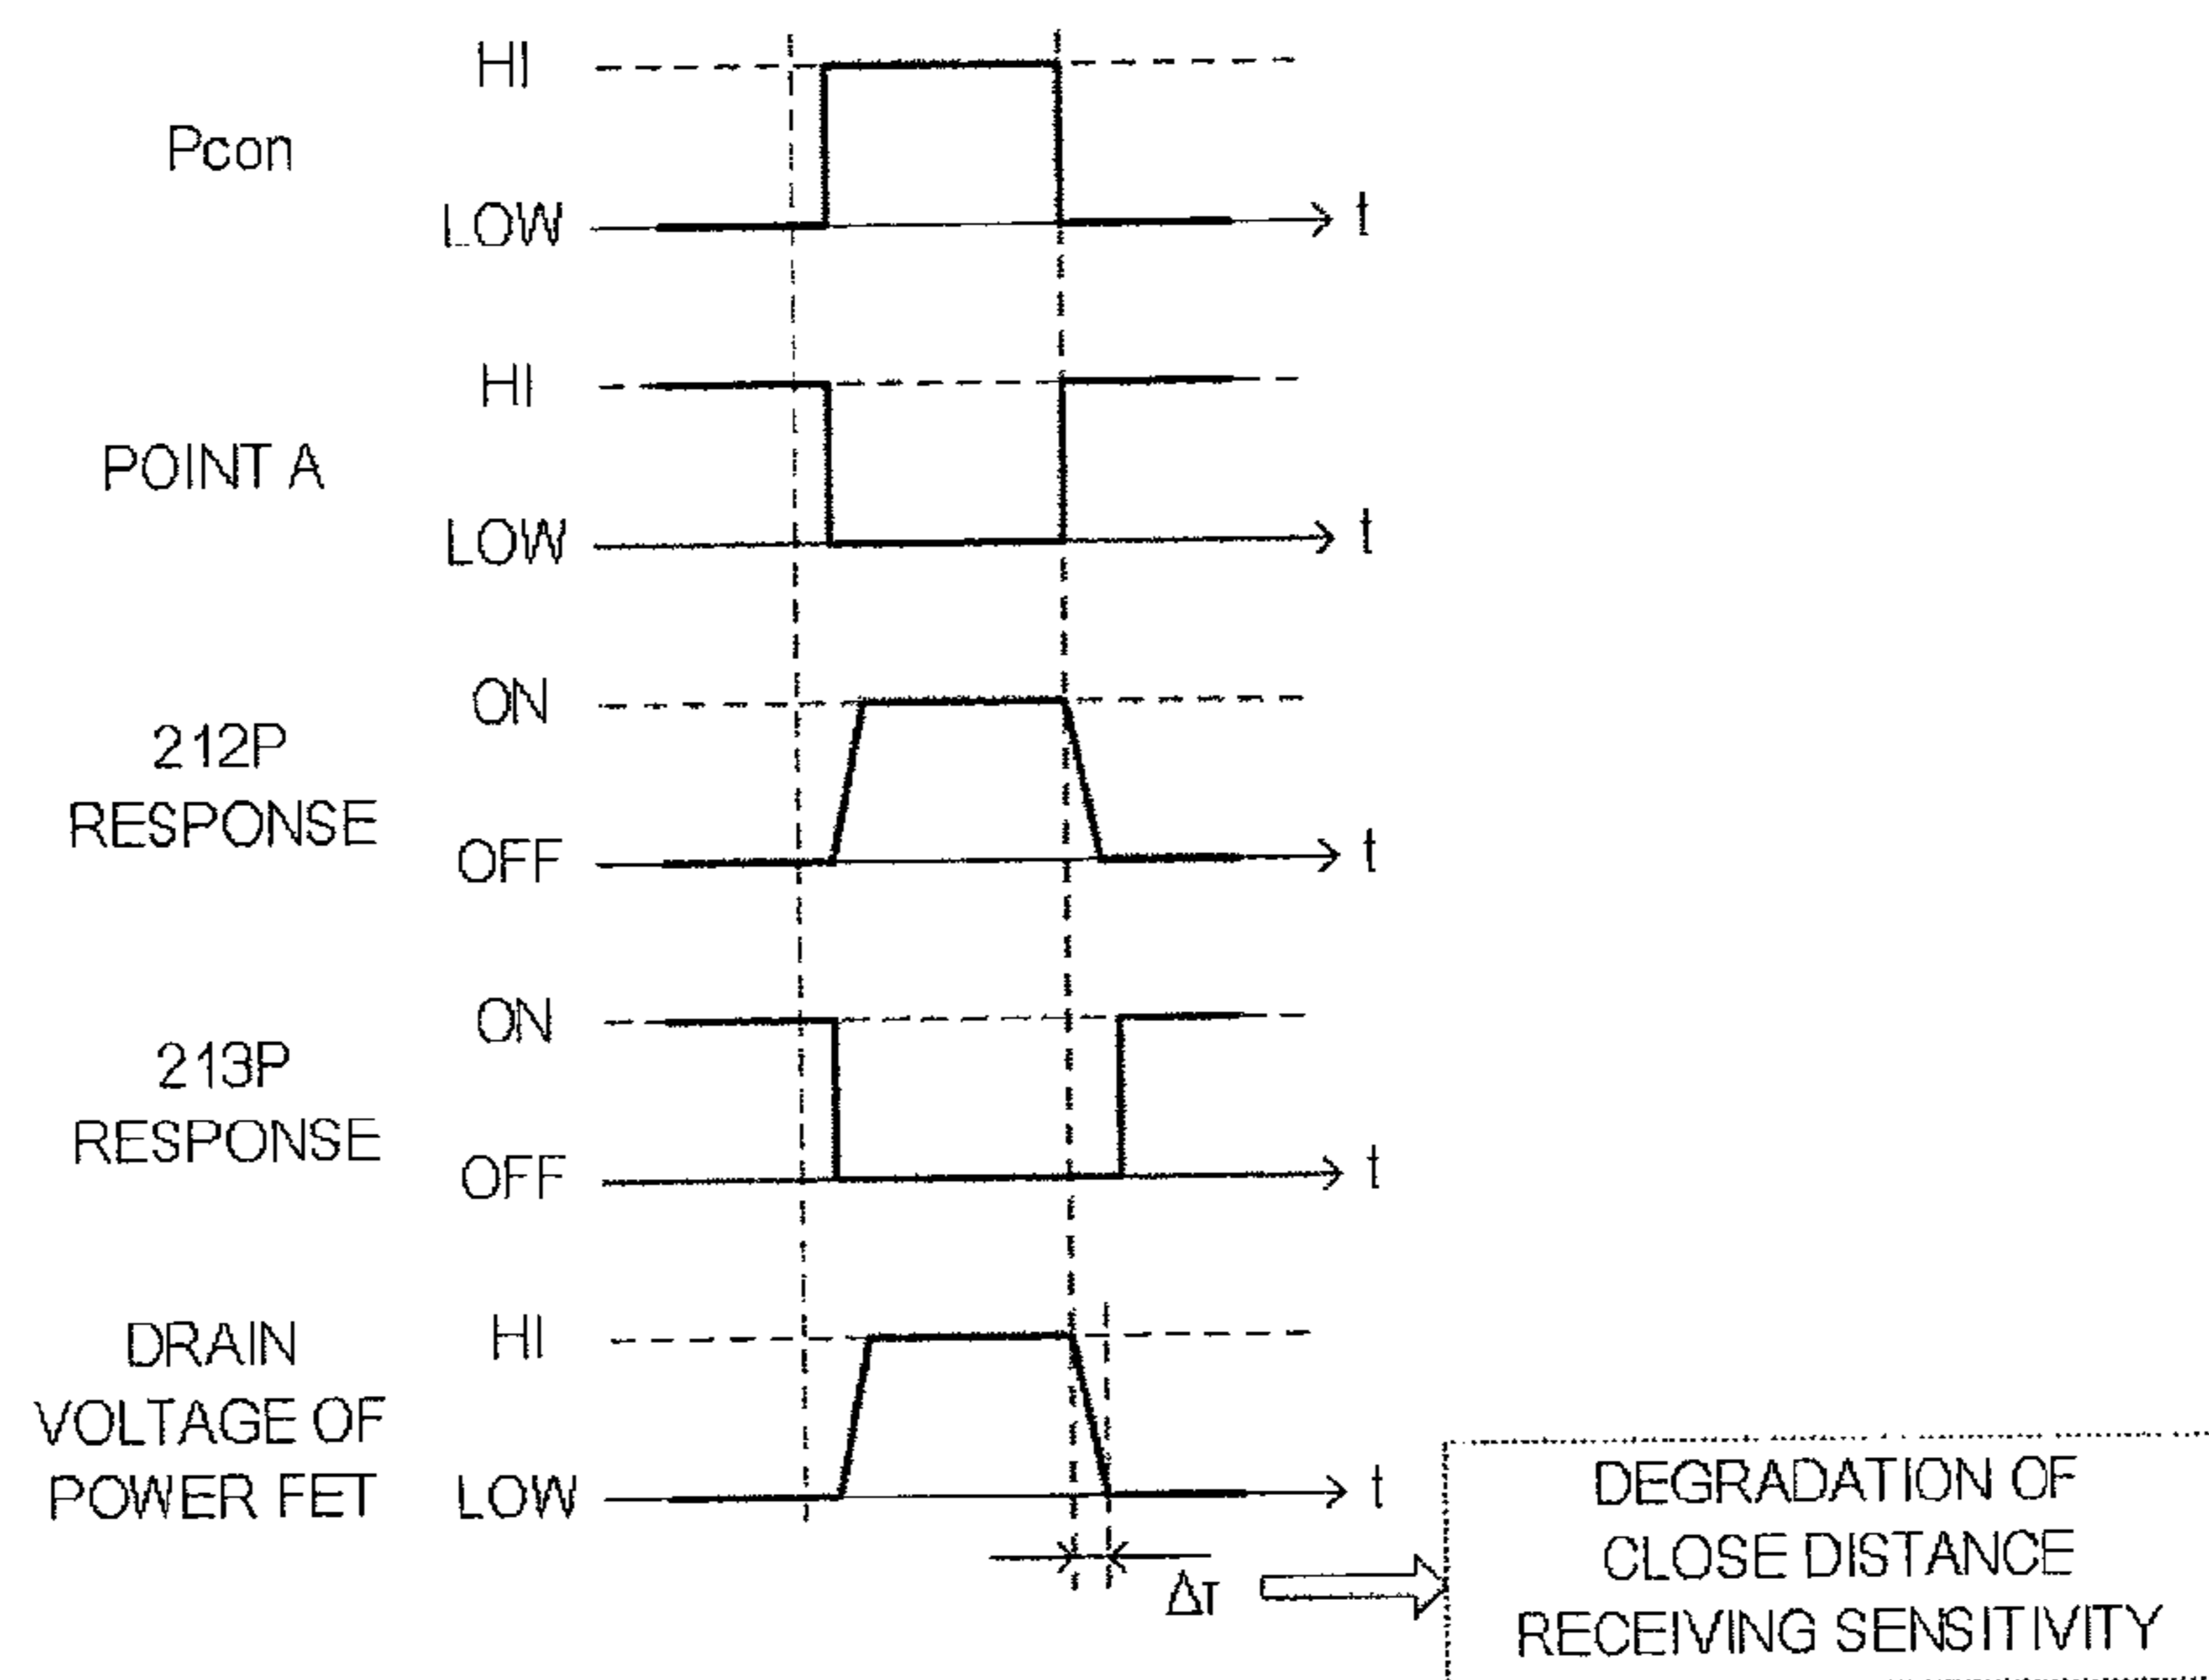 HI
Pcon
LOW
t
HI
POINT A
LOW
t
ON
212P
RESPONSE
OFF
t
ON
213P
RESPONSE
OFF
t
DRAIN
VOLTAGE OF
POWER FET
HI
LOW
t
ΔT
DEGRADATION OF
CLOSE DISTANCE
RECEIVING SENSITIVITY